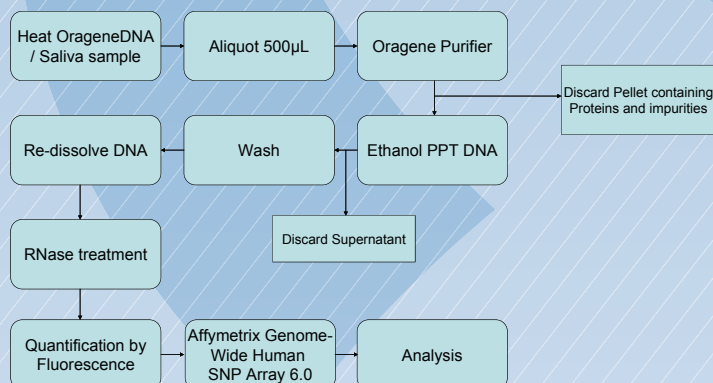 Heat OrageneDNA
/ Saliva sample
Aliquot 500µL
Oragene Purifier
Discard Pellet containing
Proteins and impurities
Ethanol PPT DNA
Wash
Re-dissolve DNA
Discard Supernatant
RNase treatment
Quantification by
Fluorescence
Affymetrix Genome-
Wide Human
SNP Array 6.0
Analysis